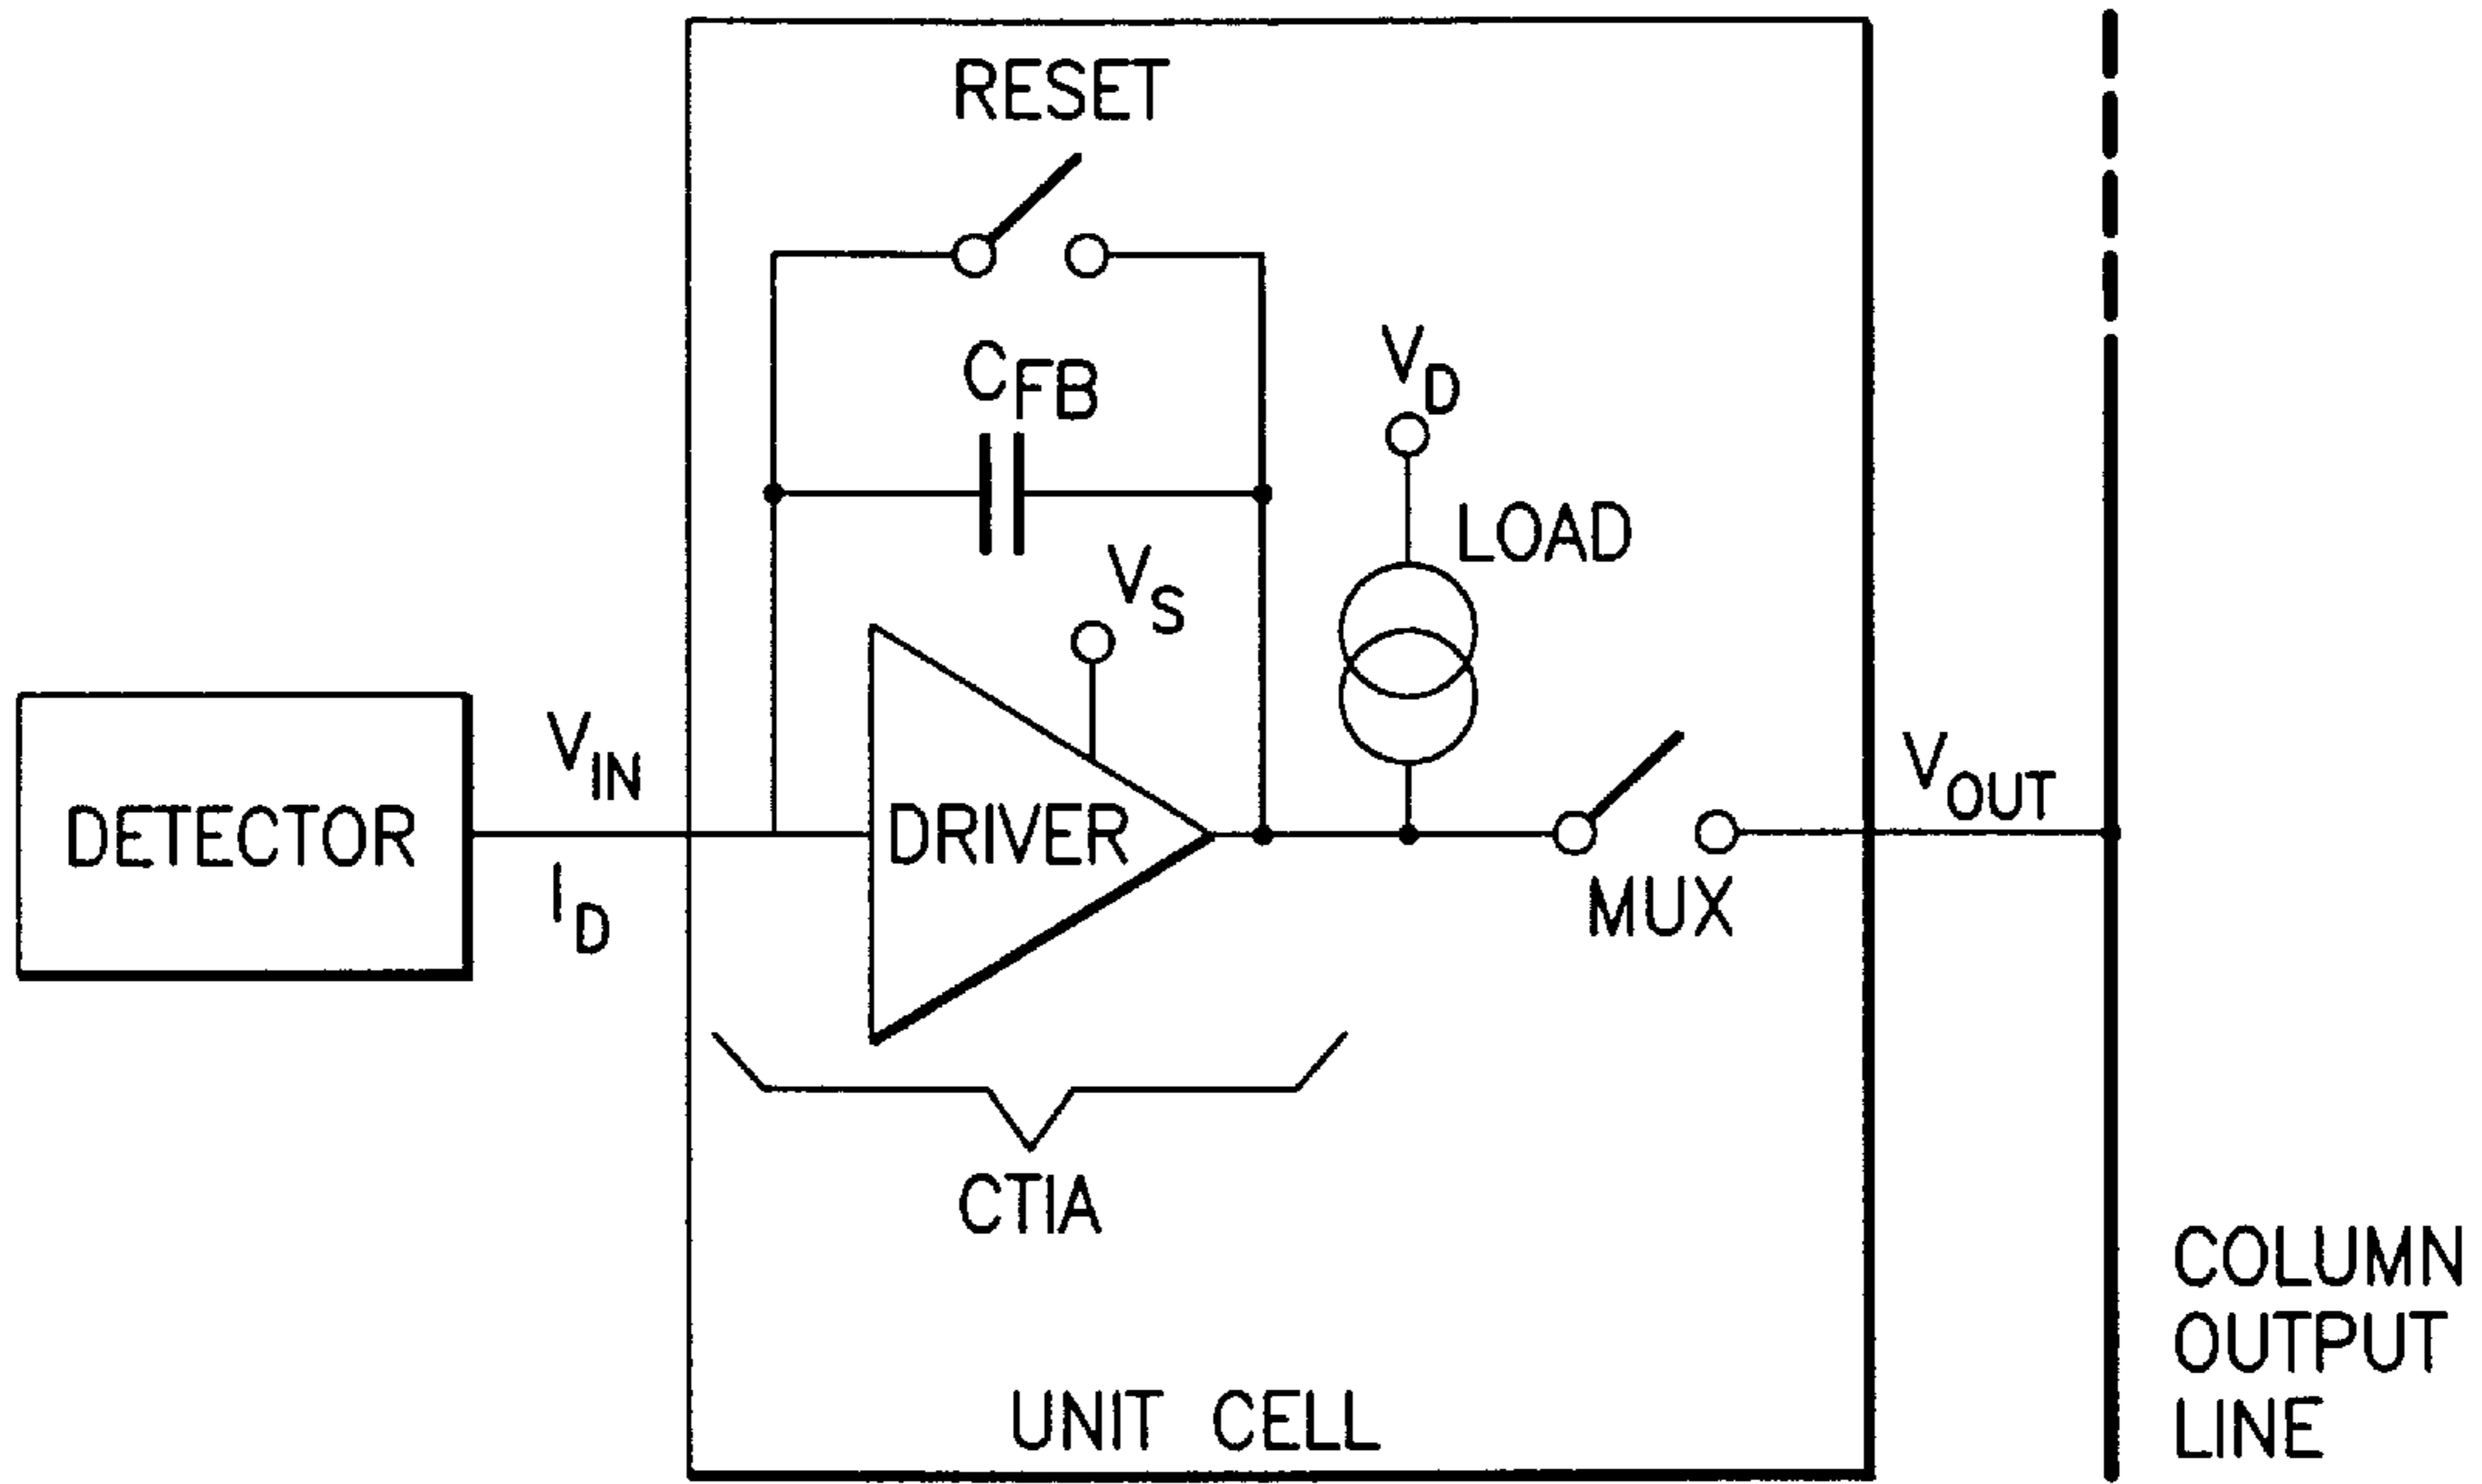 RESET
CFB
VD
LOAD
VS
VIN
DETECTOR
DRIVER
ID
VOUT
MUX
CTIA
COLUMN
OUTPUT
LINE
UNIT CELL